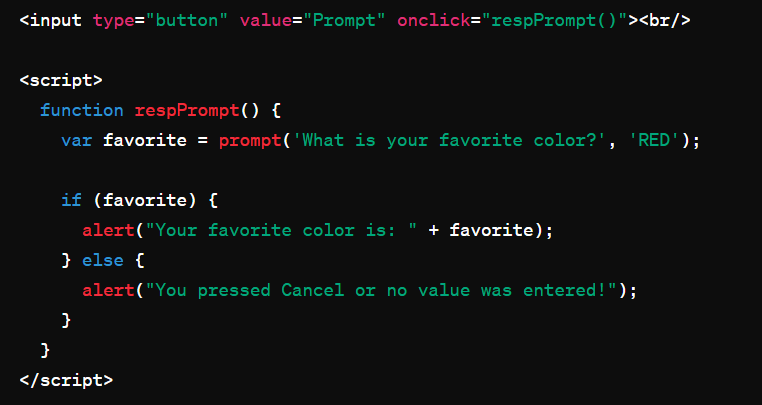 <input type="button" value="Prompt" onclick="respPrompt()"><br/>
<script>
function respPrompt() {
var favorite = prompt('What is your favorite color?', 'RED');
if (favorite) {
alert("Your favorite color is: " + favorite);
} else {
alert("You pressed Cancel or no value was entered!");
}
}
</script>